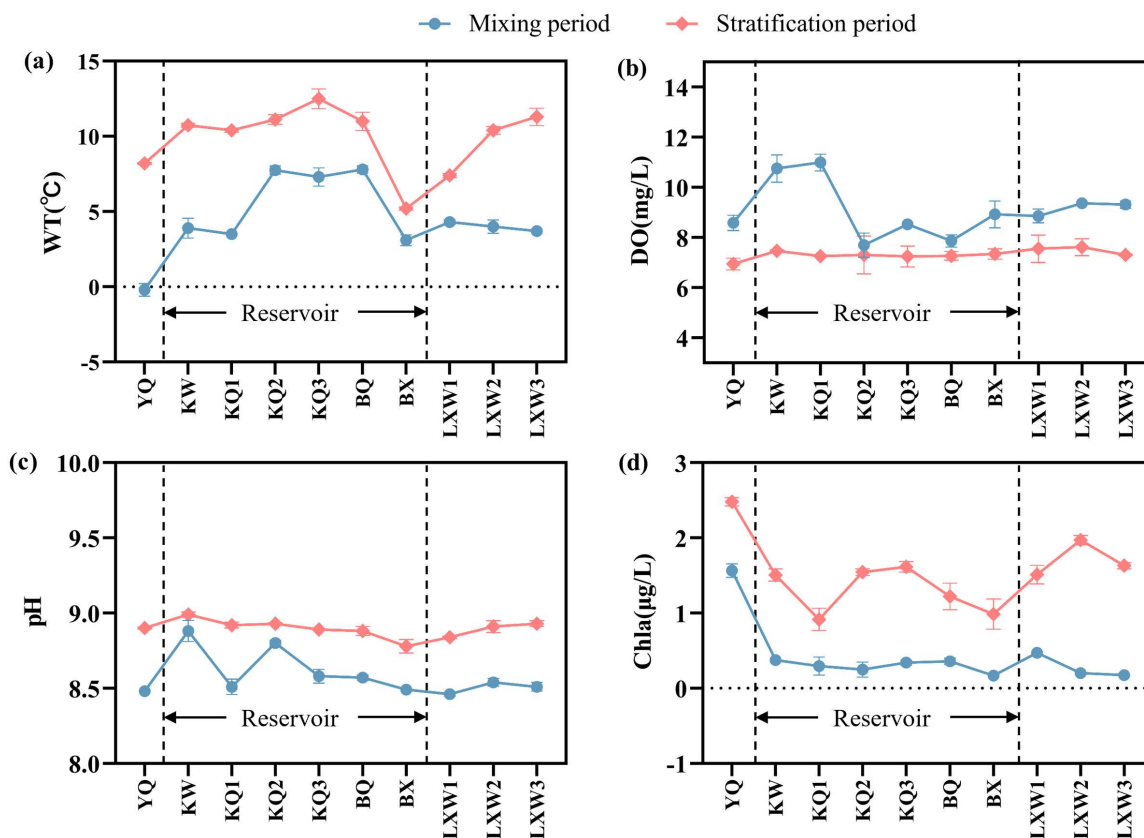 Mixing period Stratification period
(a)
WT(℃)
15
10
5
0
-5
Reservoir
YQ KW KQ1 KQ2 KQ3 BQ BX LXW1 LXW2 LXW3
(b)
DO(mg/L)
14
12
10
8
6
4
Reservoir
YQ KW KQ1 KQ2 KQ3 BQ BX LXW1 LXW2 LXW3
(c)
pH
10.0
9.5
9.0
8.5
8.0
Reservoir
YQ KW KQ1 KQ2 KQ3 BQ BX LXW1 LXW2 LXW3
(d)
Chla(μg/L)
3
2
1
0
-1
Reservoir
YQ KW KQ1 KQ2 KQ3 BQ BX LXW1 LXW2 LXW3